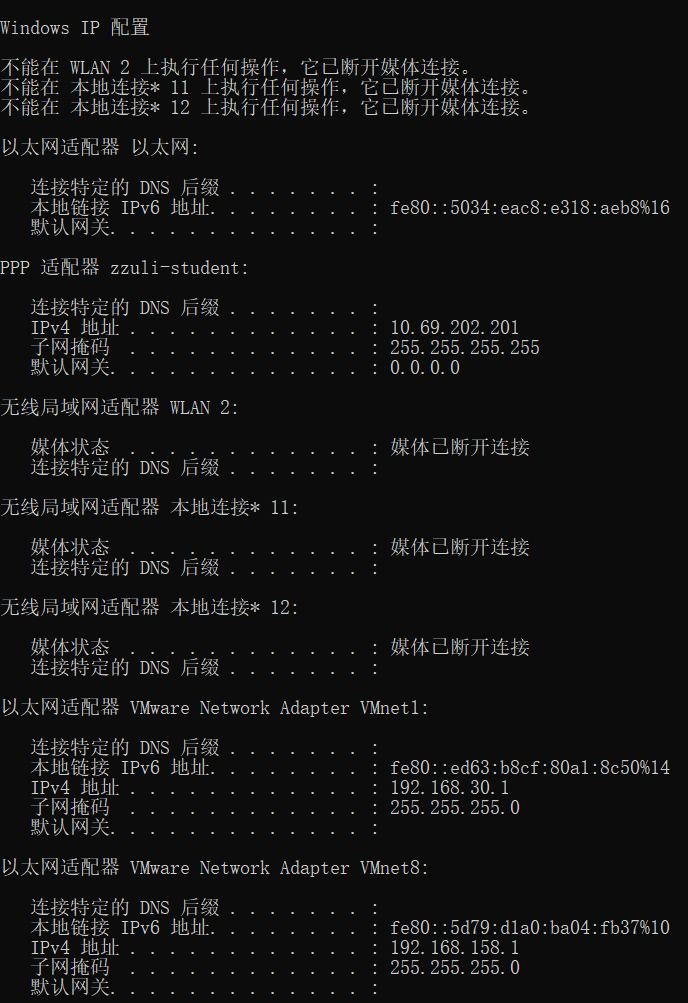 Windows IP 配置
不能在 WLAN 2 上执行任何操作，它已断开媒体连接。
不能在 本地连接* 11 上执行任何操作，它已断开媒体连接。
不能在 本地连接* 12 上执行任何操作，它已断开媒体连接。
以太网适配器 以太网:
连接特定的 DNS 后缀 . . . . . . . :
本地链接 IPv6 地址. . . . . . . . : fe80::5034:eac8:e318:aeb8%16
默认网关. . . . . . . . . . . . . :
PPP 适配器 zzuli-student:
连接特定的 DNS 后缀 . . . . . . . :
IPv4 地址 . . . . . . . . . . . . : 10.69.202.201
子网掩码  . . . . . . . . . . . . : 255.255.255.255
默认网关. . . . . . . . . . . . . : 0.0.0.0
无线局域网适配器 WLAN 2:
媒体状态  . . . . . . . . . . . . : 媒体已断开连接
连接特定的 DNS 后缀 . . . . . . . :
无线局域网适配器 本地连接* 11:
媒体状态  . . . . . . . . . . . . : 媒体已断开连接
连接特定的 DNS 后缀 . . . . . . . :
无线局域网适配器 本地连接* 12:
媒体状态  . . . . . . . . . . . . : 媒体已断开连接
连接特定的 DNS 后缀 . . . . . . . :
以太网适配器 VMware Network Adapter VMnet1:
连接特定的 DNS 后缀 . . . . . . . :
本地链接 IPv6 地址. . . . . . . . : fe80::ed63:b8cf:80a1:8c50%14
IPv4 地址 . . . . . . . . . . . . : 192.168.30.1
子网掩码  . . . . . . . . . . . . : 255.255.255.0
默认网关. . . . . . . . . . . . . :
以太网适配器 VMware Network Adapter VMnet8:
连接特定的 DNS 后缀 . . . . . . . :
本地链接 IPv6 地址. . . . . . . . : fe80::5d79:d1a0:ba04:fb37%10
IPv4 地址 . . . . . . . . . . . . : 192.168.158.1
子网掩码  . . . . . . . . . . . . : 255.255.255.0
默认网关. . . . . . . . . . . . . :